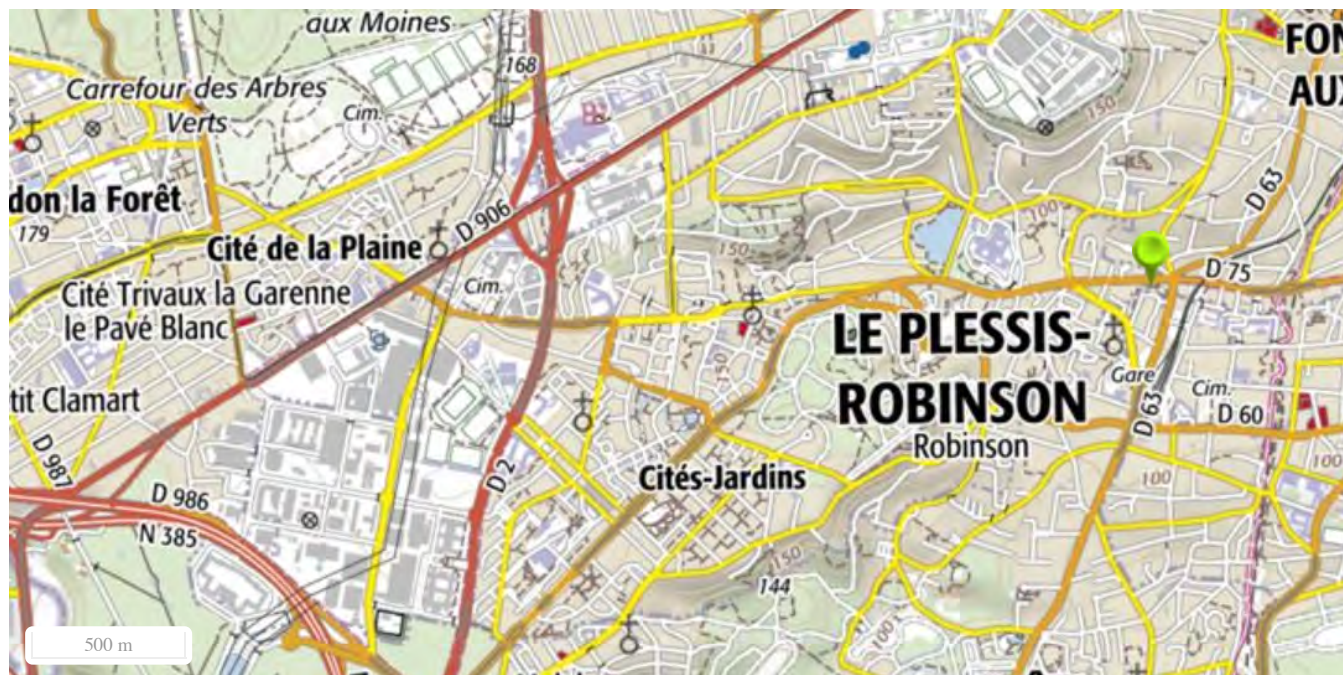 aux Moines
168
FON
AUX
Carrefour des Arbres
Verts
Cim.
150
don la Forêt
179
D 906
100
D 63
Cité de la Plaine
150
D 75
Cité Trivaux la Garenne
le Pavé Blanc
Cim.
LE PLESSIS-
ROBINSON
Robinson
150
Gare
Cim.
tit Clamart
D 63
D 60
D 987
D 2
Cités-Jardins
100
100
D 986
N 385
150
144
100
500 m